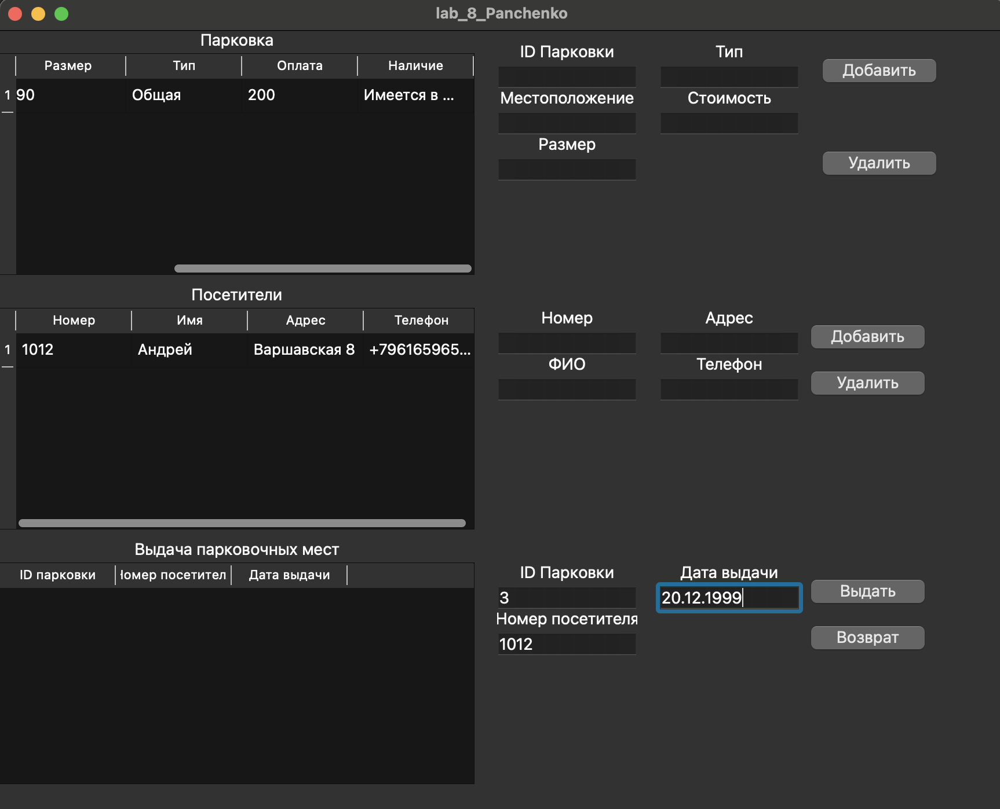 lab_8_Panchenko
Парковка
Размер Тип Оплата Наличие
1 90 Общая 200 Имеется в ...
ID Парковки Тип
Добавить
Местоположение Стоимость
Размер
Удалить
Посетители
Номер Имя Адрес Телефон
1 1012 Андрей Варшавская 8 +796165965...
Номер Адрес
Добавить
ФИО Телефон
Удалить
Выдача парковочных мест
ID парковки Номер посетител Дата выдачи
ID Парковки Дата выдачи
3 20.12.1999
Выдать
Номер посетителя
1012
Возврат